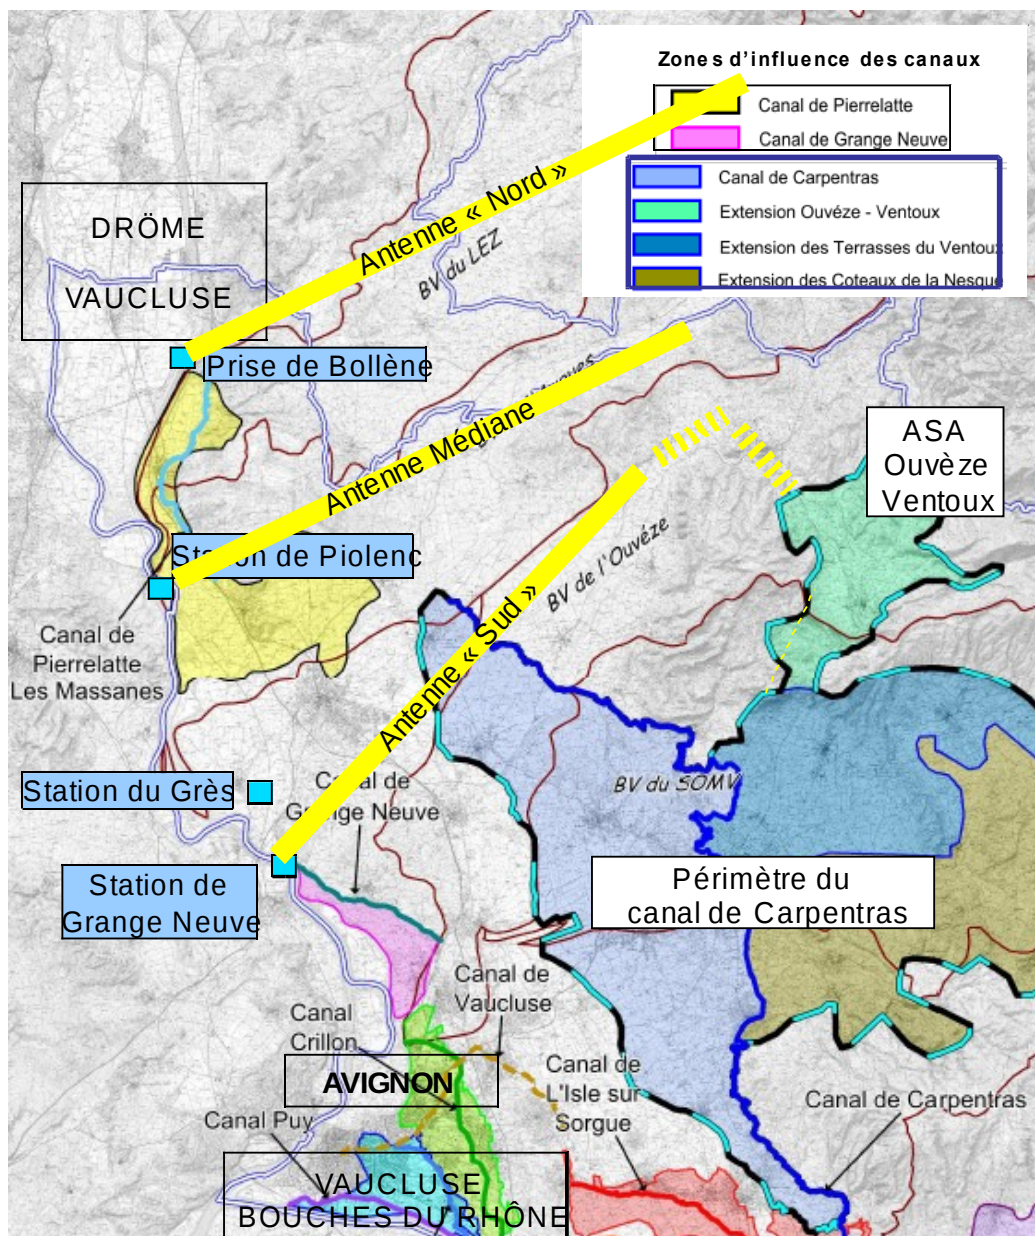 Zones d'influence des canaux
Canal de Pierrelatte
Canal de Grange Neuve
Canal de Carpentras
Extension Ouvéze - Ventoux
Extension des Terrasses du Ventoux
Extension des Coteaux de la Nesque
Antenne « Nord »
BV du LEZ
DRÖME
VAUCLUSE
Prise de Bollène
Antenne Médiane
ASA
Ouvèze
Ventoux
Station de Piolenc
BV de l'Ouvéze
Antenne « Sud »
Canal de
Pierrelatte
Les Massanes
Station du Grès
Canal de
Grange Neuve
BV du SOMV
Station de
Grange Neuve
Périmètre du
canal de Carpentras
Canal de
Vaucluse
Canal
Crillon
AVIGNON
Canal de
L'Isle sur
Sorgue
Canal de Carpentras
Canal Puy
VAUCLUSE
BOUCHES DU RHÔNE